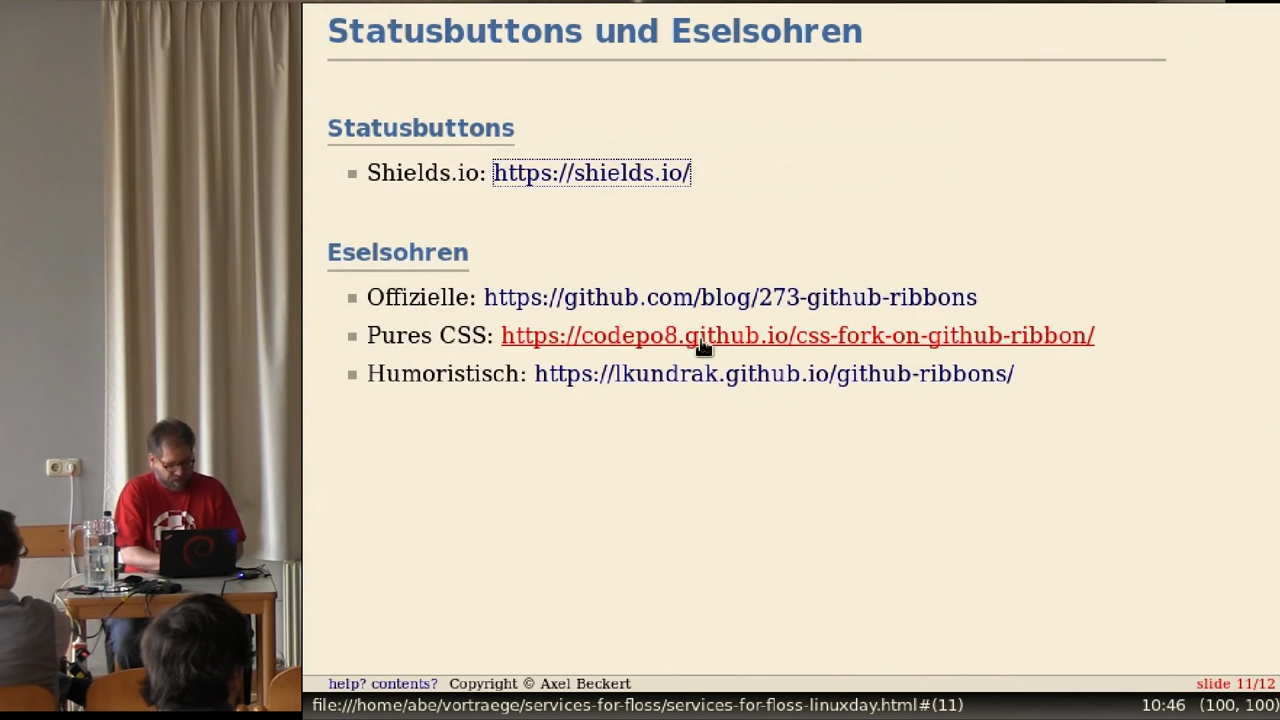 Statusbuttons und Eselsohren
Statusbuttons
Shields.io: https://shields.io/
Eselsohren
Offizielle: https://github.com/blog/273-github-ribbons
Pures CSS: https://codepo8.github.io/css-fork-on-github-ribbon/
Humoristisch: https://lkundrak.github.io/github-ribbons/
help? contents? Copyright © Axel Beckert slide 11/12
file:///home/abe/vortraege/services-for-floss/services-for-floss-linuxday.html#(11) 10:46 (100, 100)